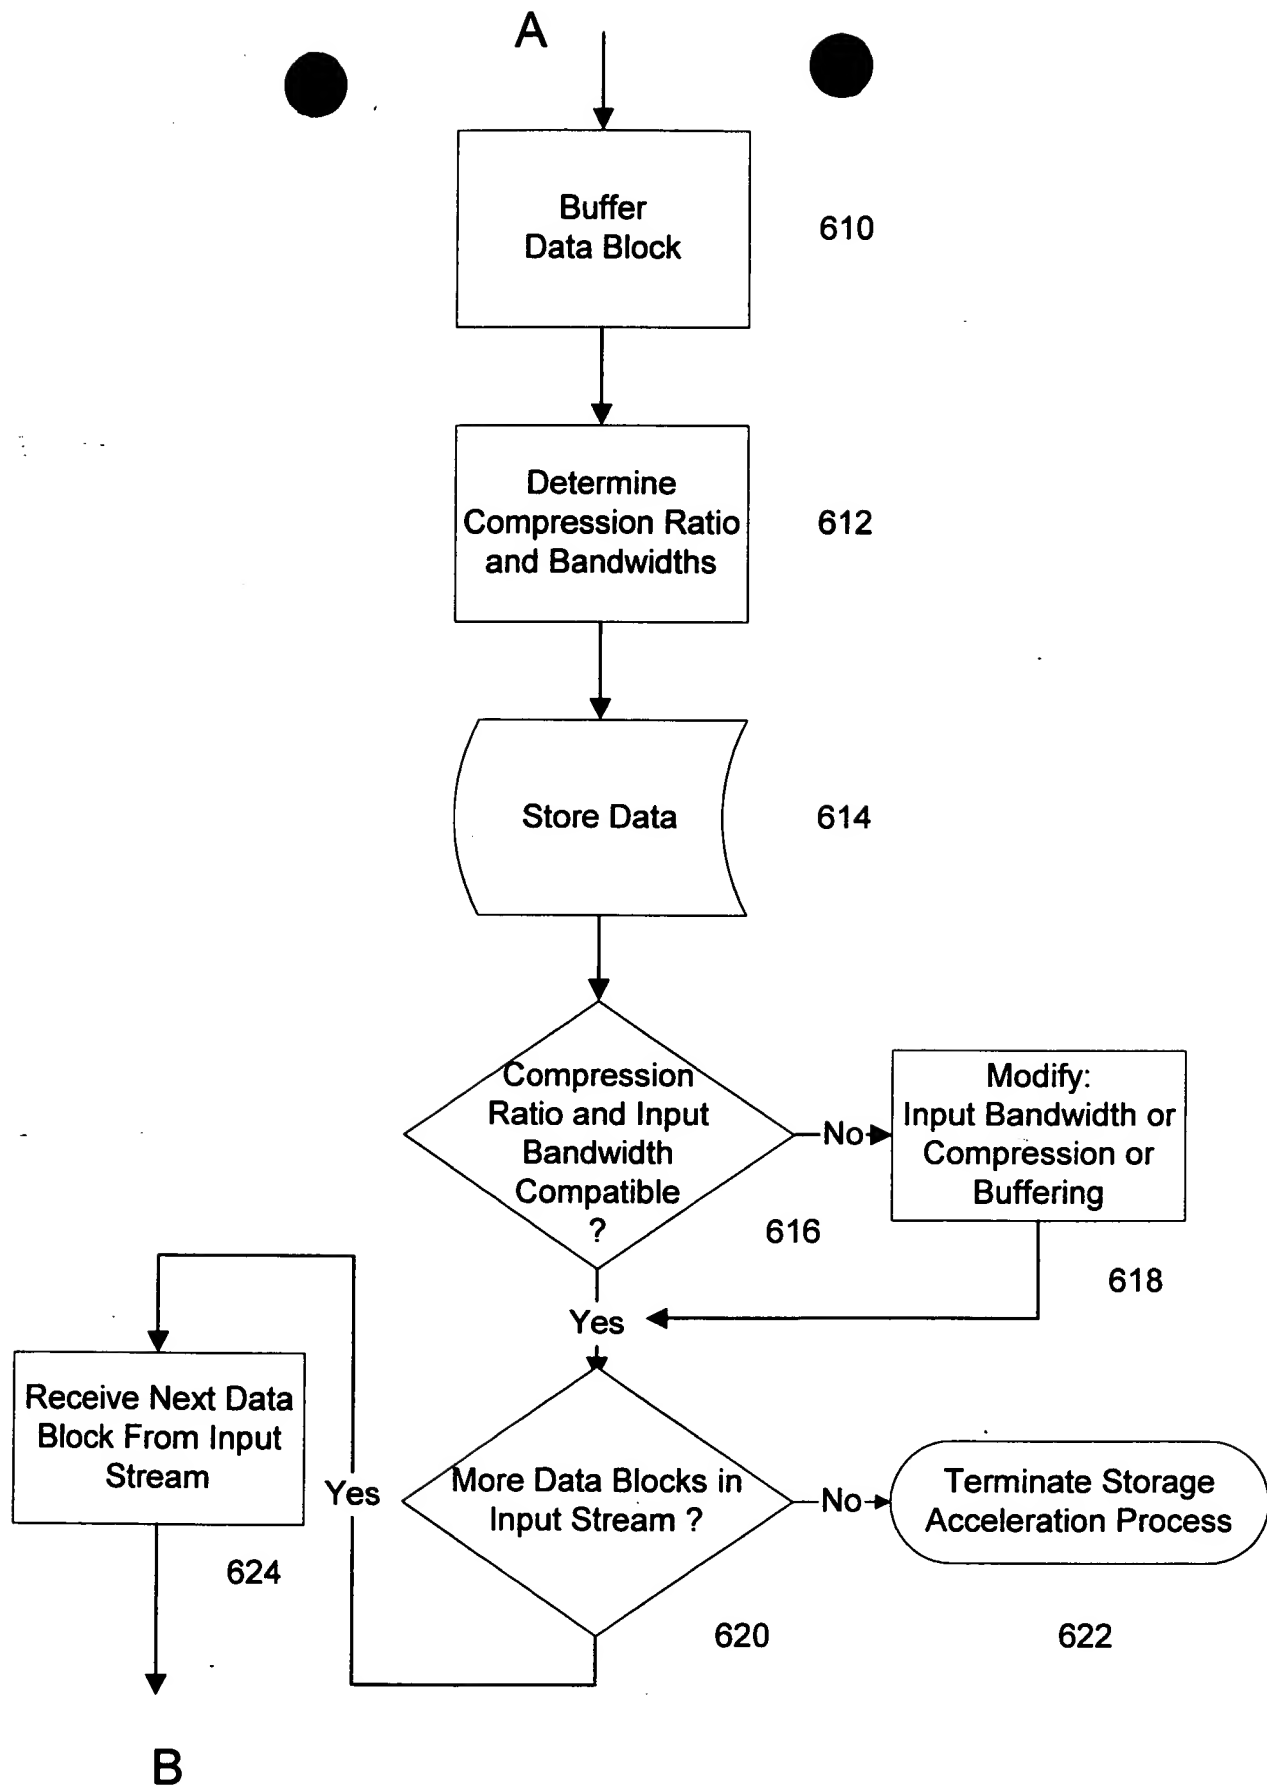 A
Buffer
Data Block
610
Determine
Compression Ratio
and Bandwidths
612
Store Data
614
Compression
Ratio and Input
Bandwidth
Compatible
?
616
No
Modify:
Input Bandwidth or
Compression or
Buffering
618
Yes
Receive Next Data
Block From Input
Stream
624
Yes
More Data Blocks in
Input Stream ?
620
No
Terminate Storage
Acceleration Process
622
B